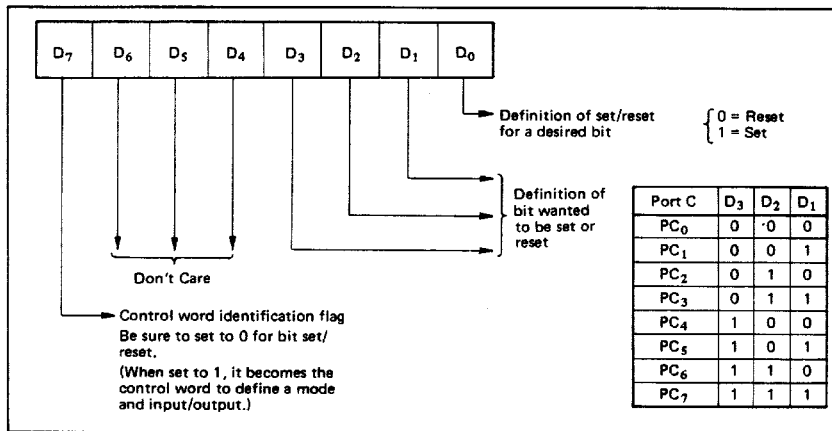 D7 D6 D5 D4 D3 D2 D1 D0
Definition of set/reset
for a desired bit
0 = Reset
1 = Set
Definition of
bit wanted
to be set or
reset
Don't Care
Control word identification flag
Be sure to set to 0 for bit set/
reset.
(When set to 1, it becomes the
control word to define a mode
and input/output.)
Port C D3 D2 D1
PC0 0 0 0
PC1 0 0 1
PC2 0 1 0
PC3 0 1 1
PC4 1 0 0
PC5 1 0 1
PC6 1 1 0
PC7 1 1 1